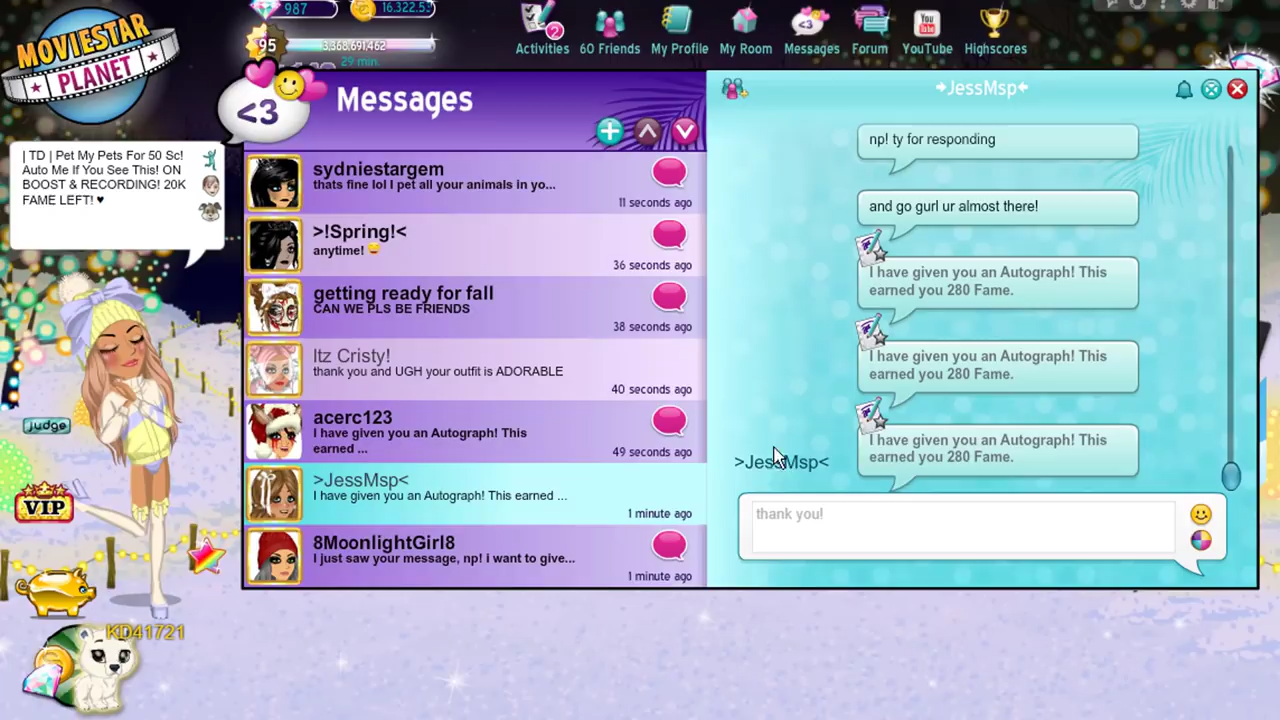 987
16,322.55
MOVIESTAR
PLANET
95
3,368,691,462
29 min.
2
<3
Activities
60 Friends
My Profile
My Room
Messages
Forum
You
Tube
YouTube
Highscores
| TD | Pet My Pets For 50 Sc!
Auto Me If You See This! ON
BOOST & RECORDING! 20K
FAME LEFT! ♥
judge
VIP
KD41721
<3
Messages
sydniestargem
thats fine lol I pet all your animals in yo...
11 seconds ago
>!Spring!<
anytime! 😄
36 seconds ago
getting ready for fall
CAN WE PLS BE FRIENDS
38 seconds ago
Itz Cristy!
thank you and UGH your outfit is ADORABLE
40 seconds ago
acerc123
I have given you an Autograph! This
earned ...
49 seconds ago
>JessMsp<
I have given you an Autograph! This earned ...
1 minute ago
8MoonlightGirl8
I just saw your message, np! i want to give...
1 minute ago
→JessMsp←
np! ty for responding
and go gurl ur almost there!
I have given you an Autograph! This
earned you 280 Fame.
I have given you an Autograph! This
earned you 280 Fame.
I have given you an Autograph! This
earned you 280 Fame.
>JessMsp<
thank you!